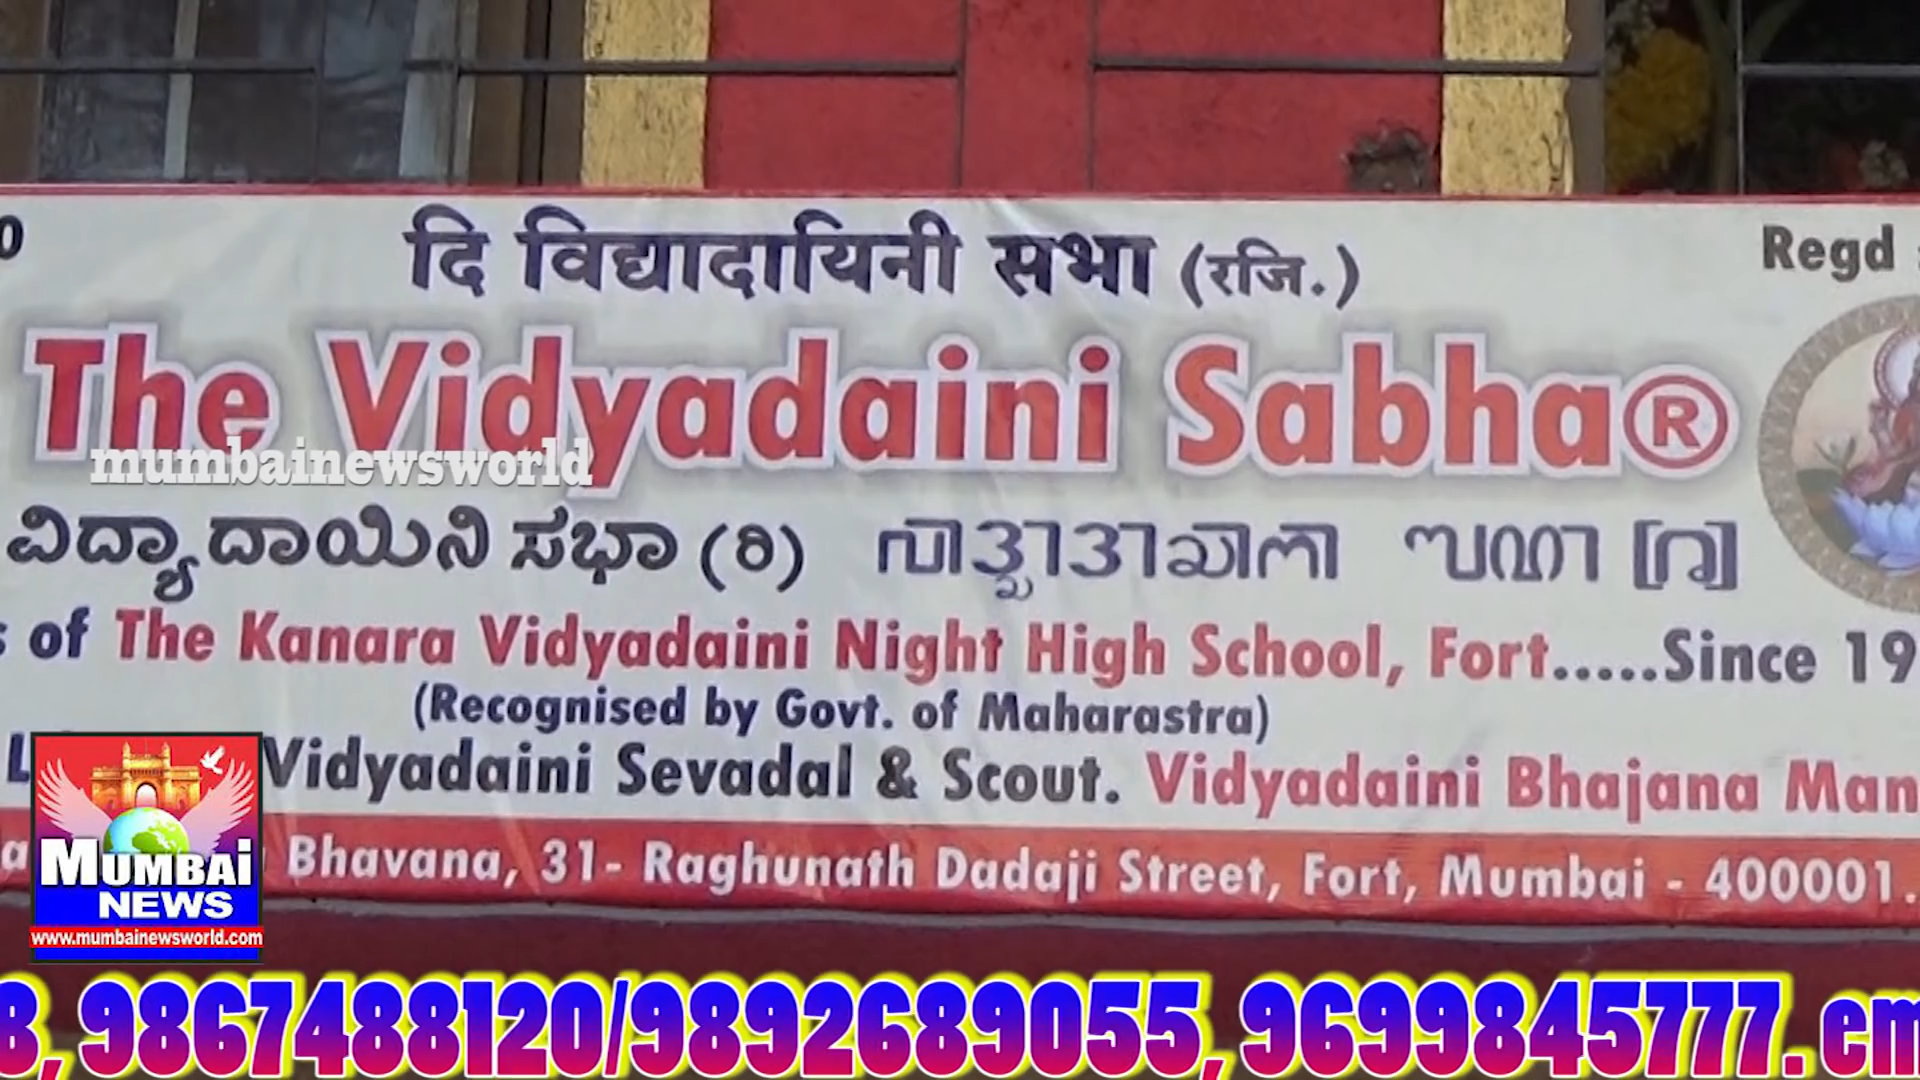 दि विद्यादायिनी सभा (रजि.)
Regd
The Vidyadaini Sabha®
mumbainewsworld
ವಿದ್ಯಾದಾಯಿನಿ ಸಭಾ (ರಿ)
of The Kanara Vidyadaini Night High School, Fort.....Since 19
(Recognised by Govt. of Maharastra)
Vidyadaini Sevadal & Scout. Vidyadaini Bhajana Man
Bhavana, 31- Raghunath Dadaji Street, Fort, Mumbai - 400001.
MUMBAi
NEWS
www.mumbainewsworld.com
8, 9867488120/9892689055, 9699845777. em